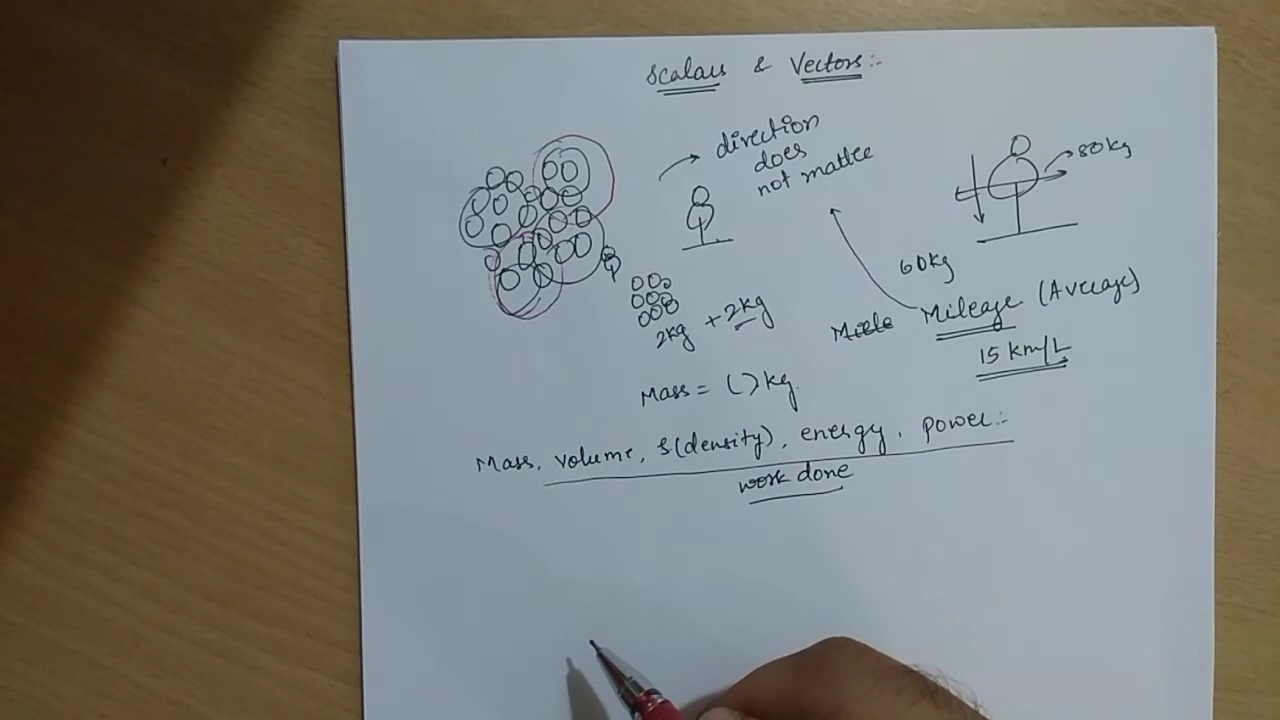 Scalars & Vectors:-
direction
does
not matter
80kg
60kg
2kg + 2kg
Mile Mileage (Average)
15 km/L
Mass = ( ) kg.
Mass, volume, S(density), energy, power:-
work done